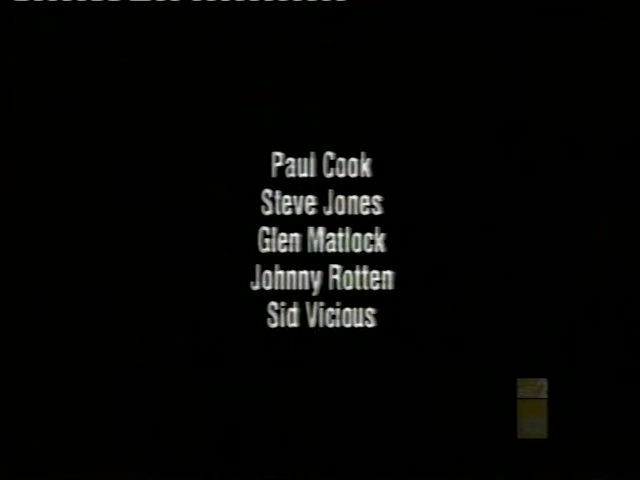 Paul Cook
Steve Jones
Glen Matlock
Johnny Rotten
Sid Vicious